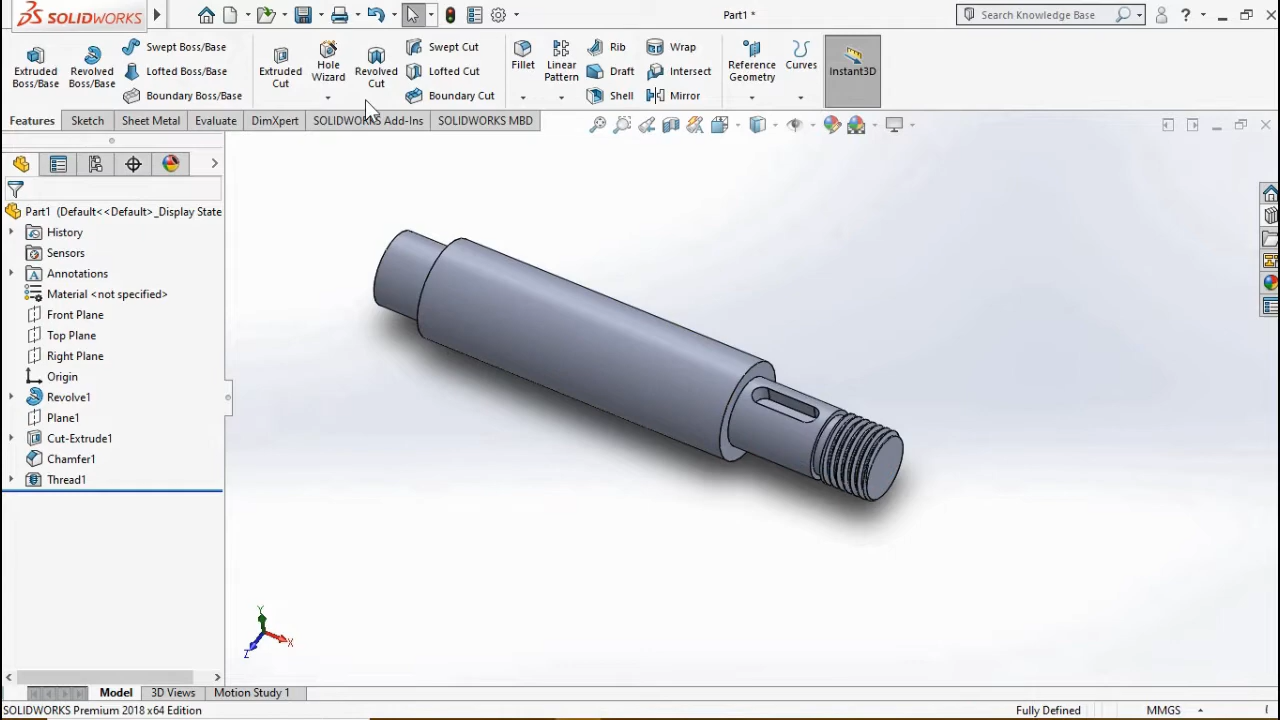 SOLIDWORKS
Part1 *
Search Knowledge Base
?
Extruded Boss/Base
Revolved Boss/Base
Swept Boss/Base
Lofted Boss/Base
Boundary Boss/Base
Extruded Cut
Hole Wizard
Revolved Cut
Swept Cut
Lofted Cut
Boundary Cut
Fillet
Linear Pattern
Rib
Draft
Shell
Wrap
Intersect
Mirror
Reference Geometry
Curves
Instant3D
Features
Sketch
Sheet Metal
Evaluate
DimXpert
SOLIDWORKS Add-Ins
SOLIDWORKS MBD
Part1 (Default<<Default>_Display State
History
Sensors
Annotations
Material <not specified>
Front Plane
Top Plane
Right Plane
Origin
Revolve1
Plane1
Cut-Extrude1
Chamfer1
Thread1
Y
X
Z
Model
3D Views
Motion Study 1
SOLIDWORKS Premium 2018 x64 Edition
Fully Defined
MMGS